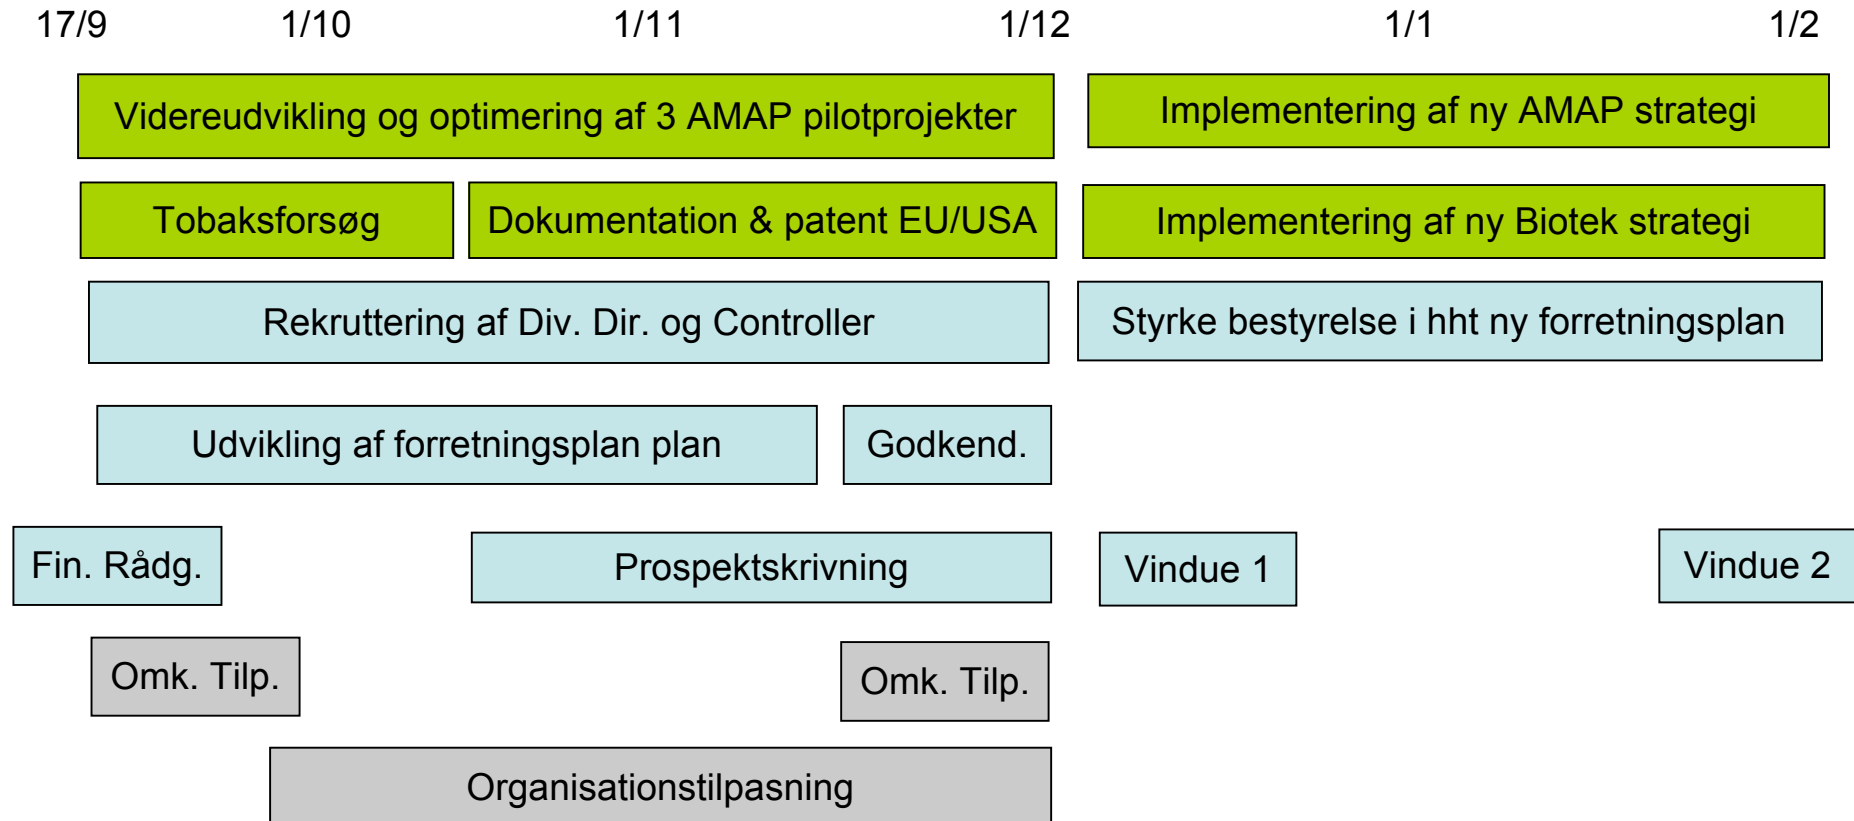 17/9 1/10 1/11 1/12 1/1 1/2
Videreudvikling og optimering af 3 AMAP pilotprojekter Implementering af ny AMAP strategi
Tobaksforsøg Dokumentation & patent EU/USA Implementering af ny Biotek strategi
Rekruttering af Div. Dir. og Controller Styrke bestyrelse i hht ny forretningsplan
Udvikling af forretningsplan plan Godkend.
Fin. Rådg. Prospektskrivning Vindue 1 Vindue 2
Omk. Tilp. Omk. Tilp.
Organisationstilpasning